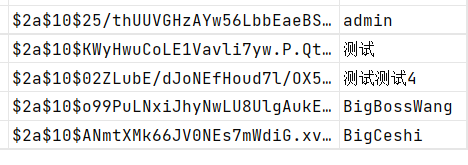 $2a$10$25/thUUVGHzAYw56LbbEaeBS… admin
$2a$10$KWyHwuCoLE1Vavli7yw.P.Qt… 测试
$2a$10$02ZLubE/dJoNEfHoud7l/OX5… 测试测试4
$2a$10$o99PuLNxiJhyNwLU8UlgAukE… BigBossWang
$2a$10$ANmtXMk66JV0NEs7mWdiG.xv… BigCeshi